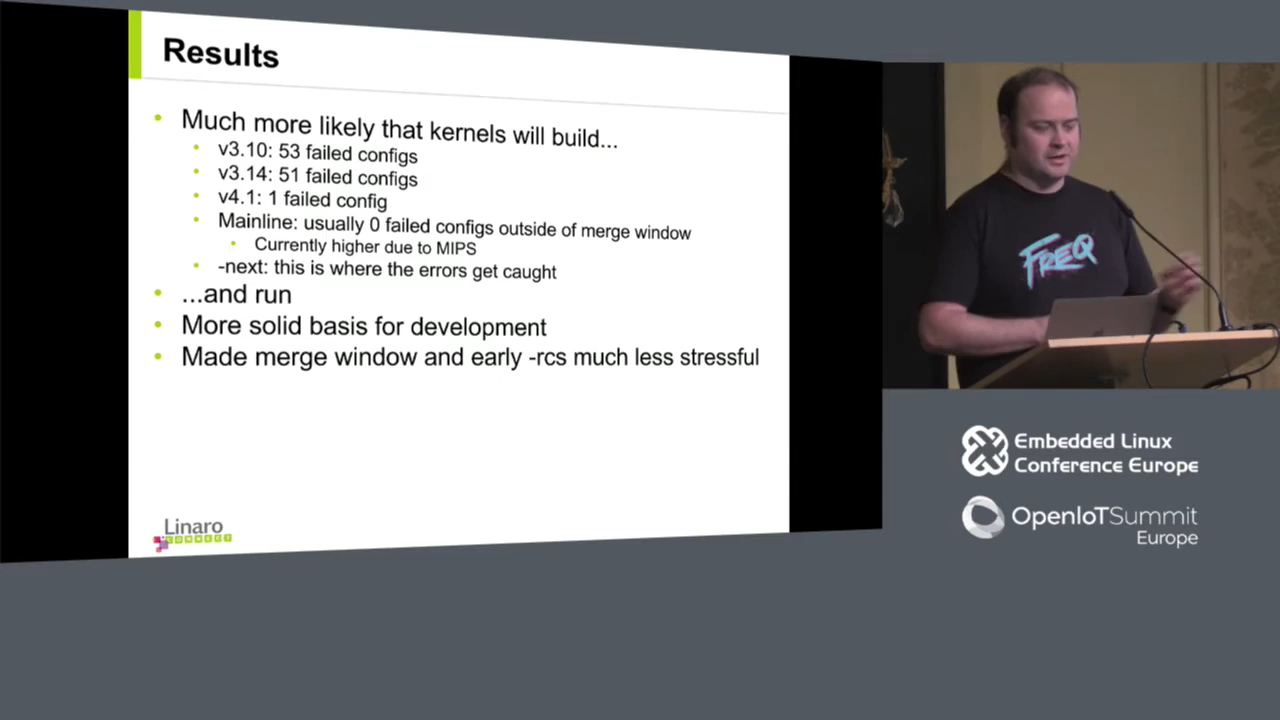 Results
Much more likely that kernels will build...
v3.10: 53 failed configs
v3.14: 51 failed configs
v4.1: 1 failed config
Mainline: usually 0 failed configs outside of merge window
Currently higher due to MIPS
-next: this is where the errors get caught
...and run
More solid basis for development
Made merge window and early -rcs much less stressful
Linaro
CONNECT
FREQ
Embedded Linux
Conference Europe
OpenIoTSummit
Europe